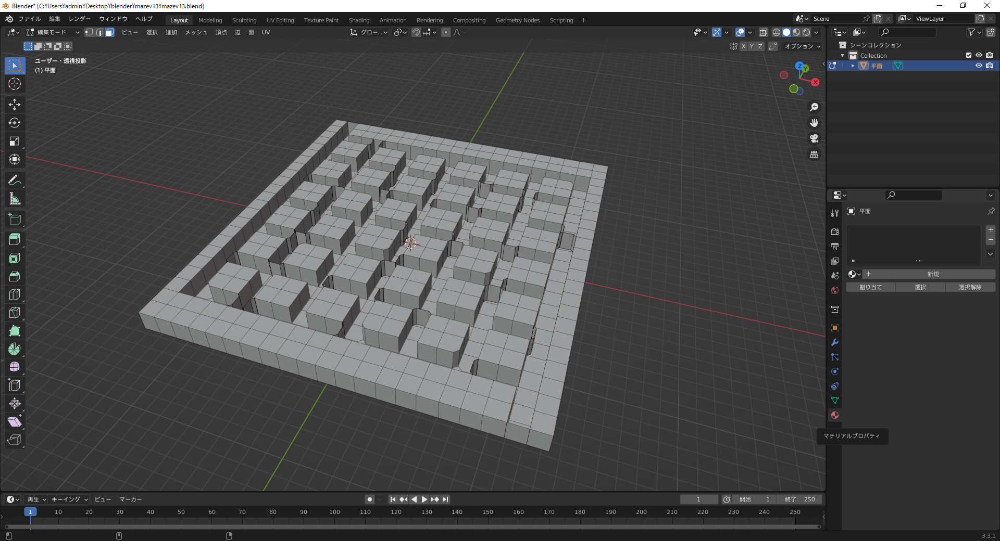 Blender* [C:¥Users¥admin¥Desktop¥blender¥mazev13¥mazev13.blend]
ファイル 編集 レンダー ウィンドウ ヘルプ Layout Modeling Sculpting UV Editing Texture Paint Shading Animation Rendering Compositing Geometry Nodes Scripting + Scene ViewLayer
編集モード ビュー 選択 追加 メッシュ 頂点 辺 面 UV グロー...
X Y Z オプション
ユーザー・透視投影
(1) 平面
Z Y X
シーンコレクション
Collection
平面
平面
新規
割り当て 選択 選択解除
マテリアルプロパティ
再生 キーイング ビュー マーカー 1 開始 1 終了 250
1 10 20 30 40 50 60 70 80 90 100 110 120 130 140 150 160 170 180 190 200 210 220 230 240 250
3.3.1